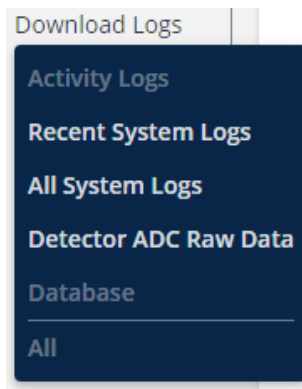 Download Logs
Activity Logs
Recent System Logs
All System Logs
Detector ADC Raw Data
Database
All